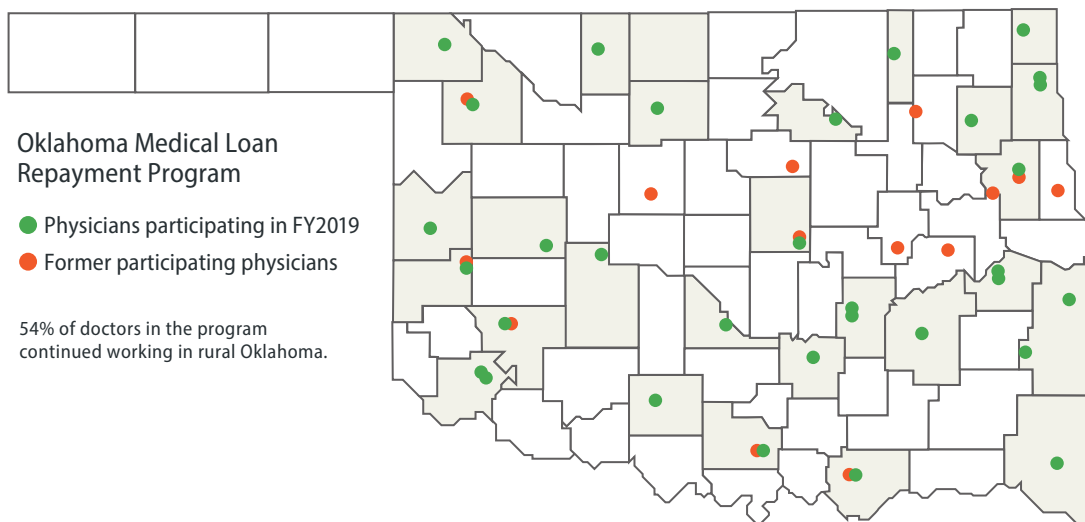 Oklahoma Medical Loan
Repayment Program
Physicians participating in FY2019
Former participating physicians
54% of doctors in the program
continued working in rural Oklahoma.